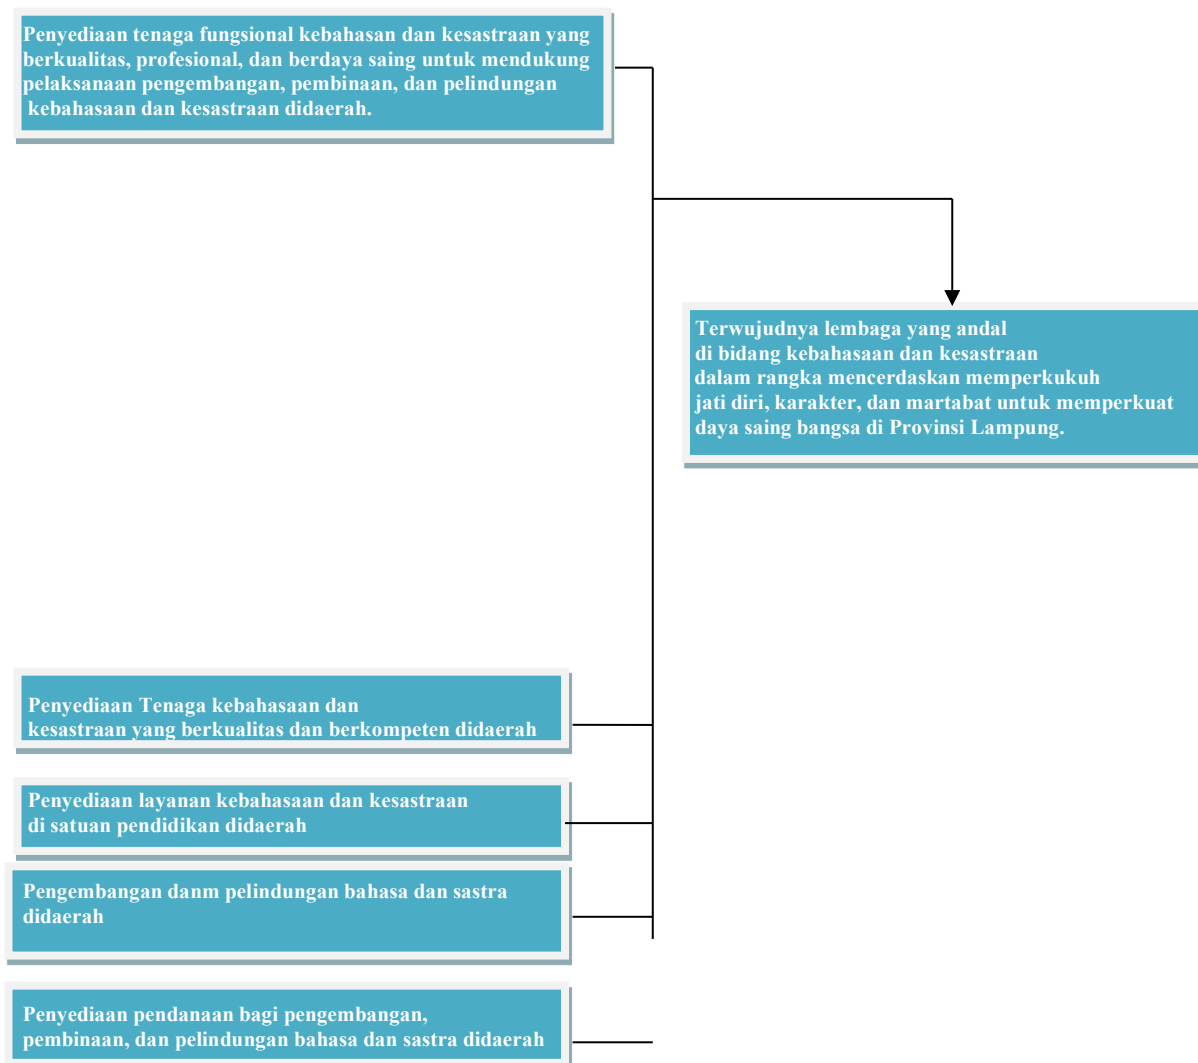 Penyediaan tenaga fungsional kebahasan dan kesastraan yang
berkualitas, profesional, dan berdaya saing untuk mendukung
pelaksanaan pengembangan, pembinaan, dan pelindungan
kebahasaan dan kesastraan didaerah.
Terwujudnya lembaga yang andal
di bidang kebahasaan dan kesastraan
dalam rangka mencerdaskan memperkukuh
jati diri, karakter, dan martabat untuk memperkuat
daya saing bangsa di Provinsi Lampung.
Penyediaan Tenaga kebahasaan dan
kesastraan yang berkualitas dan berkompeten didaerah
Penyediaan layanan kebahasaan dan kesastraan
di satuan pendidikan didaerah
Pengembangan danm pelindungan bahasa dan sastra
didaerah
Penyediaan pendanaan bagi pengembangan,
pembinaan, dan pelindungan bahasa dan sastra didaerah